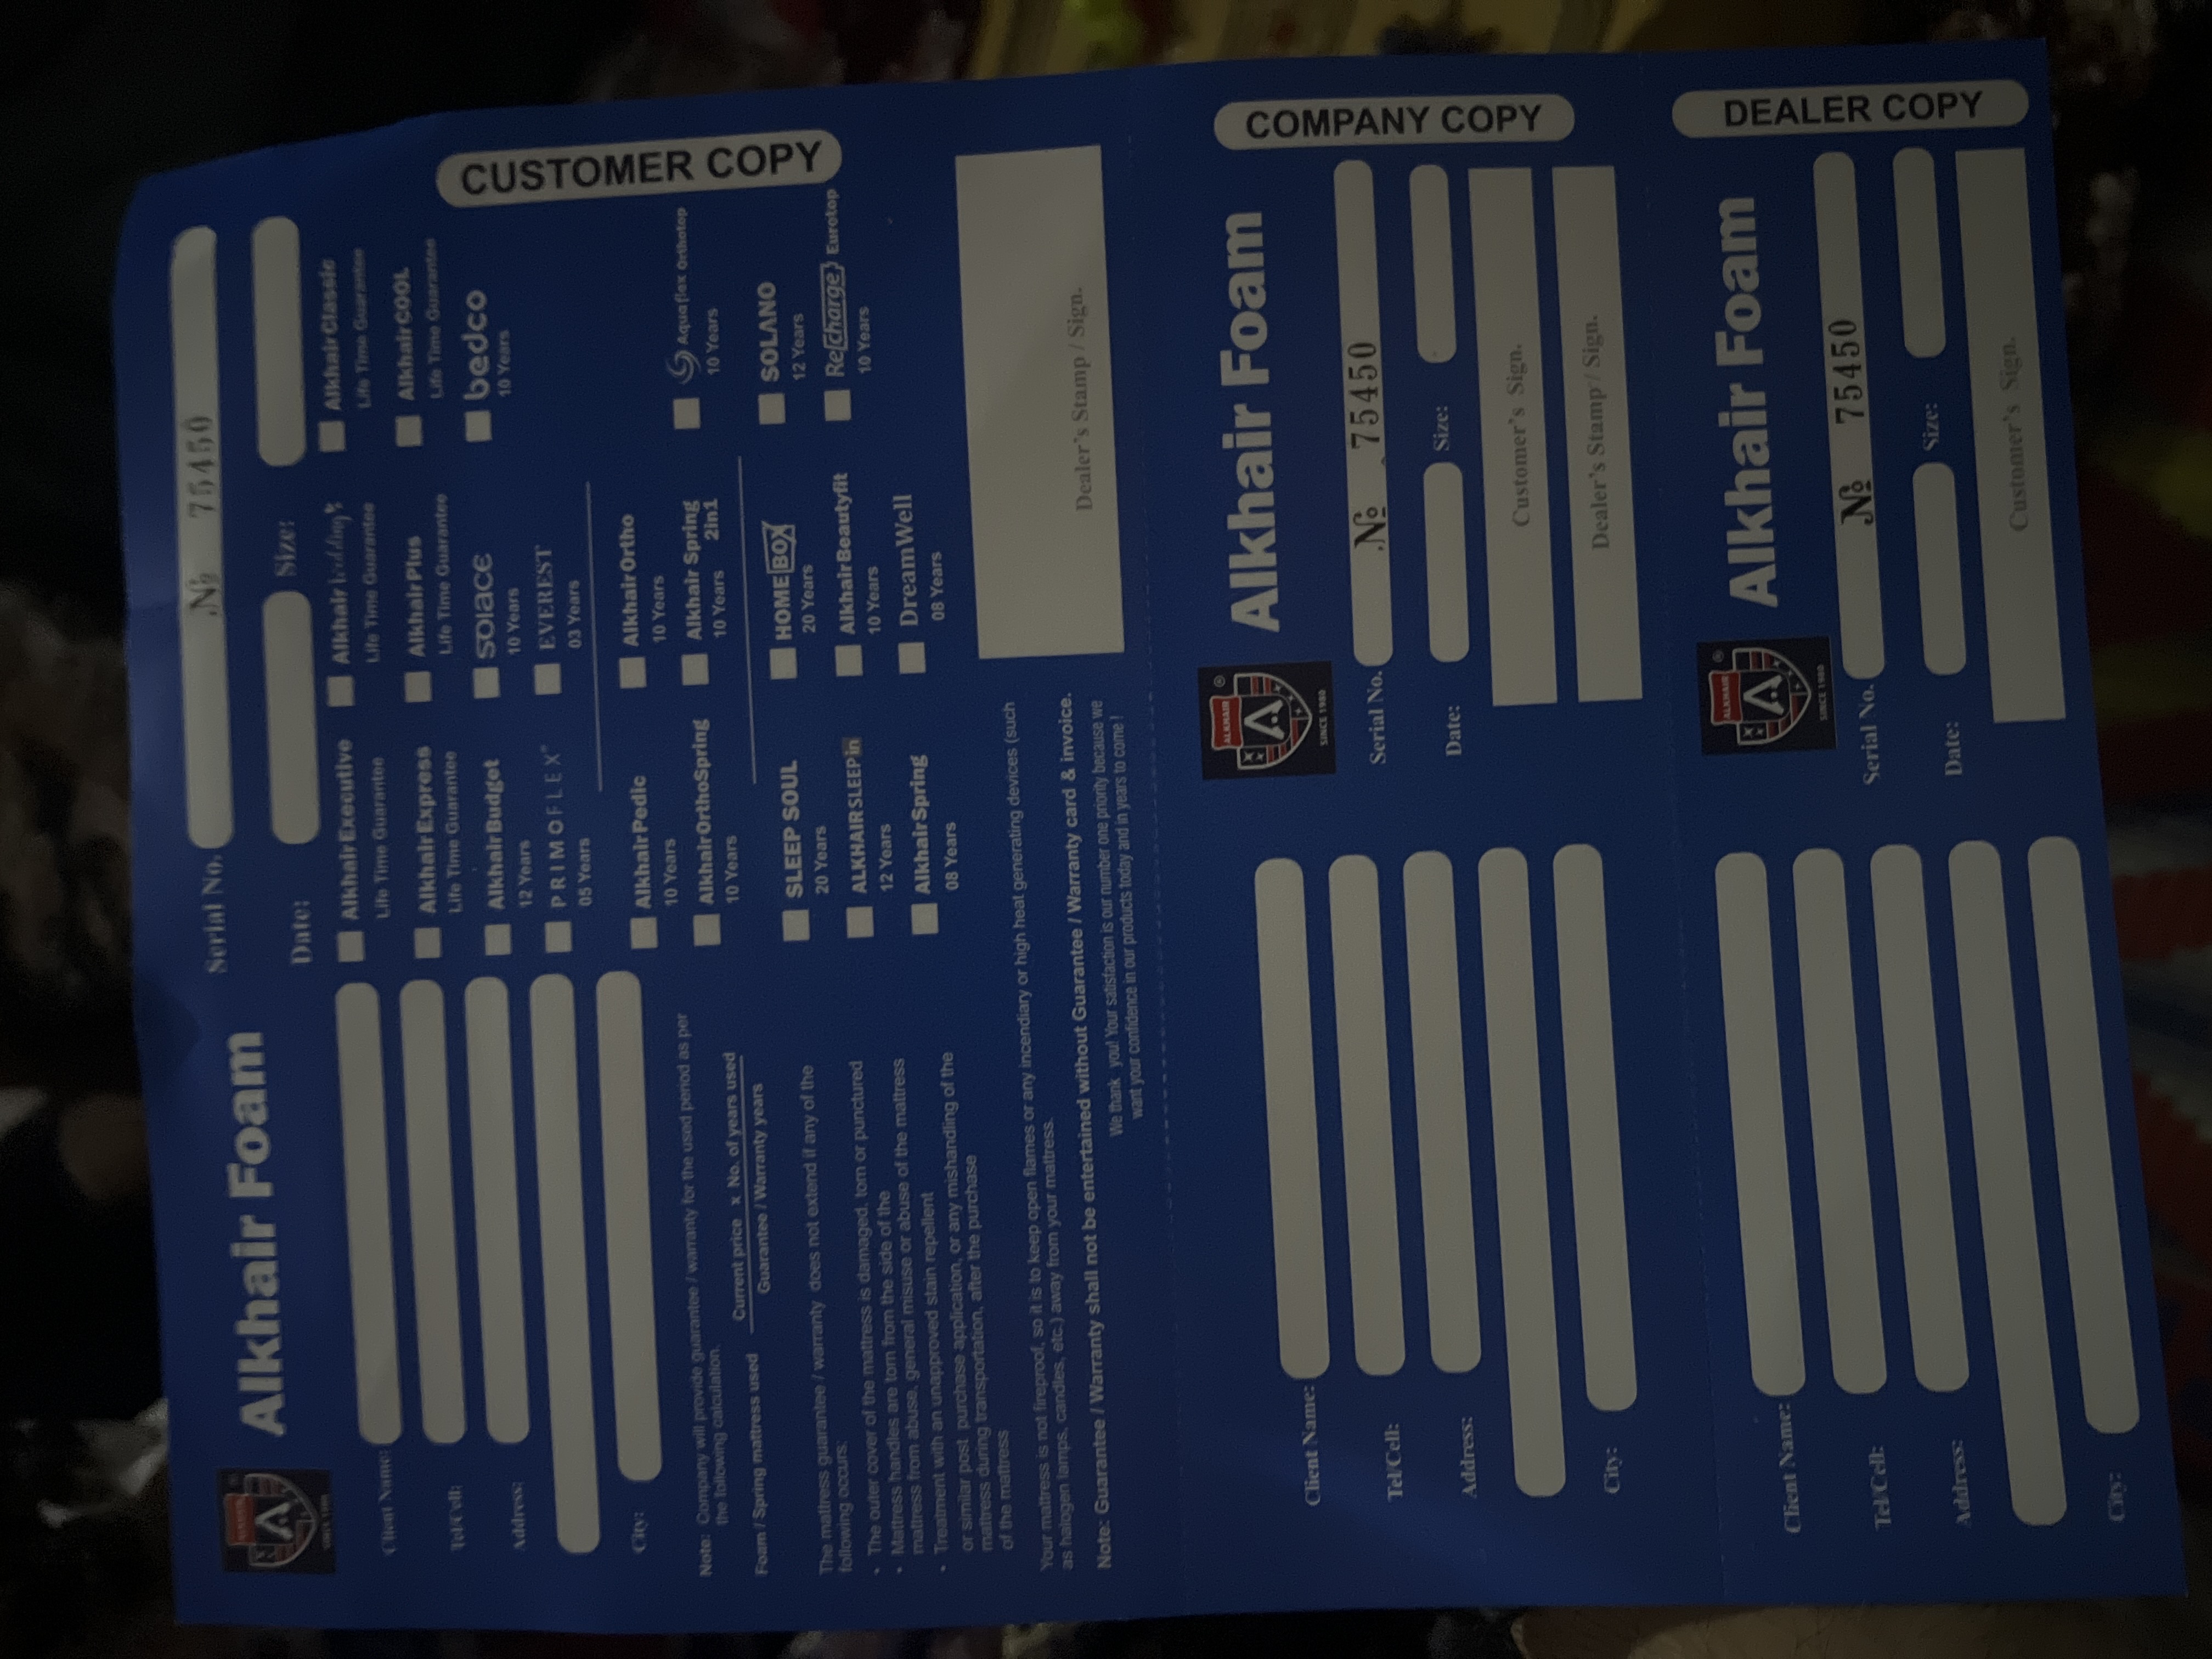 Alkhair Foam
Serial No. № 75450
Date: Size:
CUSTOMER COPY
Client Name:
Tel/Cell:
Address:
City:
Alkhair Executive
Life Time Guarantee
Alkhair
Life Time Guarantee
Alkhair Classic
Life Time Guarantee
Alkhair Express
Life Time Guarantee
Alkhair Plus
Life Time Guarantee
Alkhair COOL
Life Time Guarantee
Alkhair Budget
12 Years
SOlACE
10 Years
bedco
10 Years
PRIMOFLEX®
05 Years
EVEREST
03 Years
Alkhair Pedic
10 Years
Alkhair Ortho
10 Years
Alkhair OrthoSpring
10 Years
Alkhair Spring
2in1
10 Years
Aquaflex Orthotop
10 Years
SLEEP SOUL
20 Years
HOME BOX
20 Years
SOLANO
12 Years
ALKHAIR SLEEP in
12 Years
Alkhair Beautyfit
10 Years
Recharge Eurotop
10 Years
Alkhair Spring
08 Years
DreamWell
08 Years
Note: Company will provide guarantee / warranty for the used period as per
the following calculation.
Foam / Spring mattress used
Current price x No. of years used
Guarantee / Warranty years
The mattress guarantee / warranty does not extend if any of the
following occurs:
• The outer cover of the mattress is damaged, torn or punctured
• Mattress handles are torn from the side of the
mattress from abuse, general misuse or abuse of the mattress
• Treatment with an unapproved stain repellent
or similar post purchase application, or any mishandling of the
mattress during transportation, after the purchase
of the mattress
Your mattress is not fireproof, so it is to keep open flames or any incendiary or high heat generating devices (such
as halogen lamps, candles, etc.) away from your mattress.
Note: Guarantee / Warranty shall not be entertained without Guarantee / Warranty card & invoice.
We thank you! Your satisfaction is our number one priority because we
want your confidence in our products today and in years to come!
Dealer's Stamp / Sign.
ALKHAIR
®
SINCE 1980
Alkhair Foam
COMPANY COPY
Client Name:
Tel/Cell:
Address:
City:
Serial No. № 75450
Date: Size:
Customer's Sign.
Dealer's Stamp / Sign.
ALKHAIR
®
SINCE 1980
Alkhair Foam
DEALER COPY
Client Name:
Tel/Cell:
Address:
City:
Serial No. № 75450
Date: Size:
Customer's Sign.